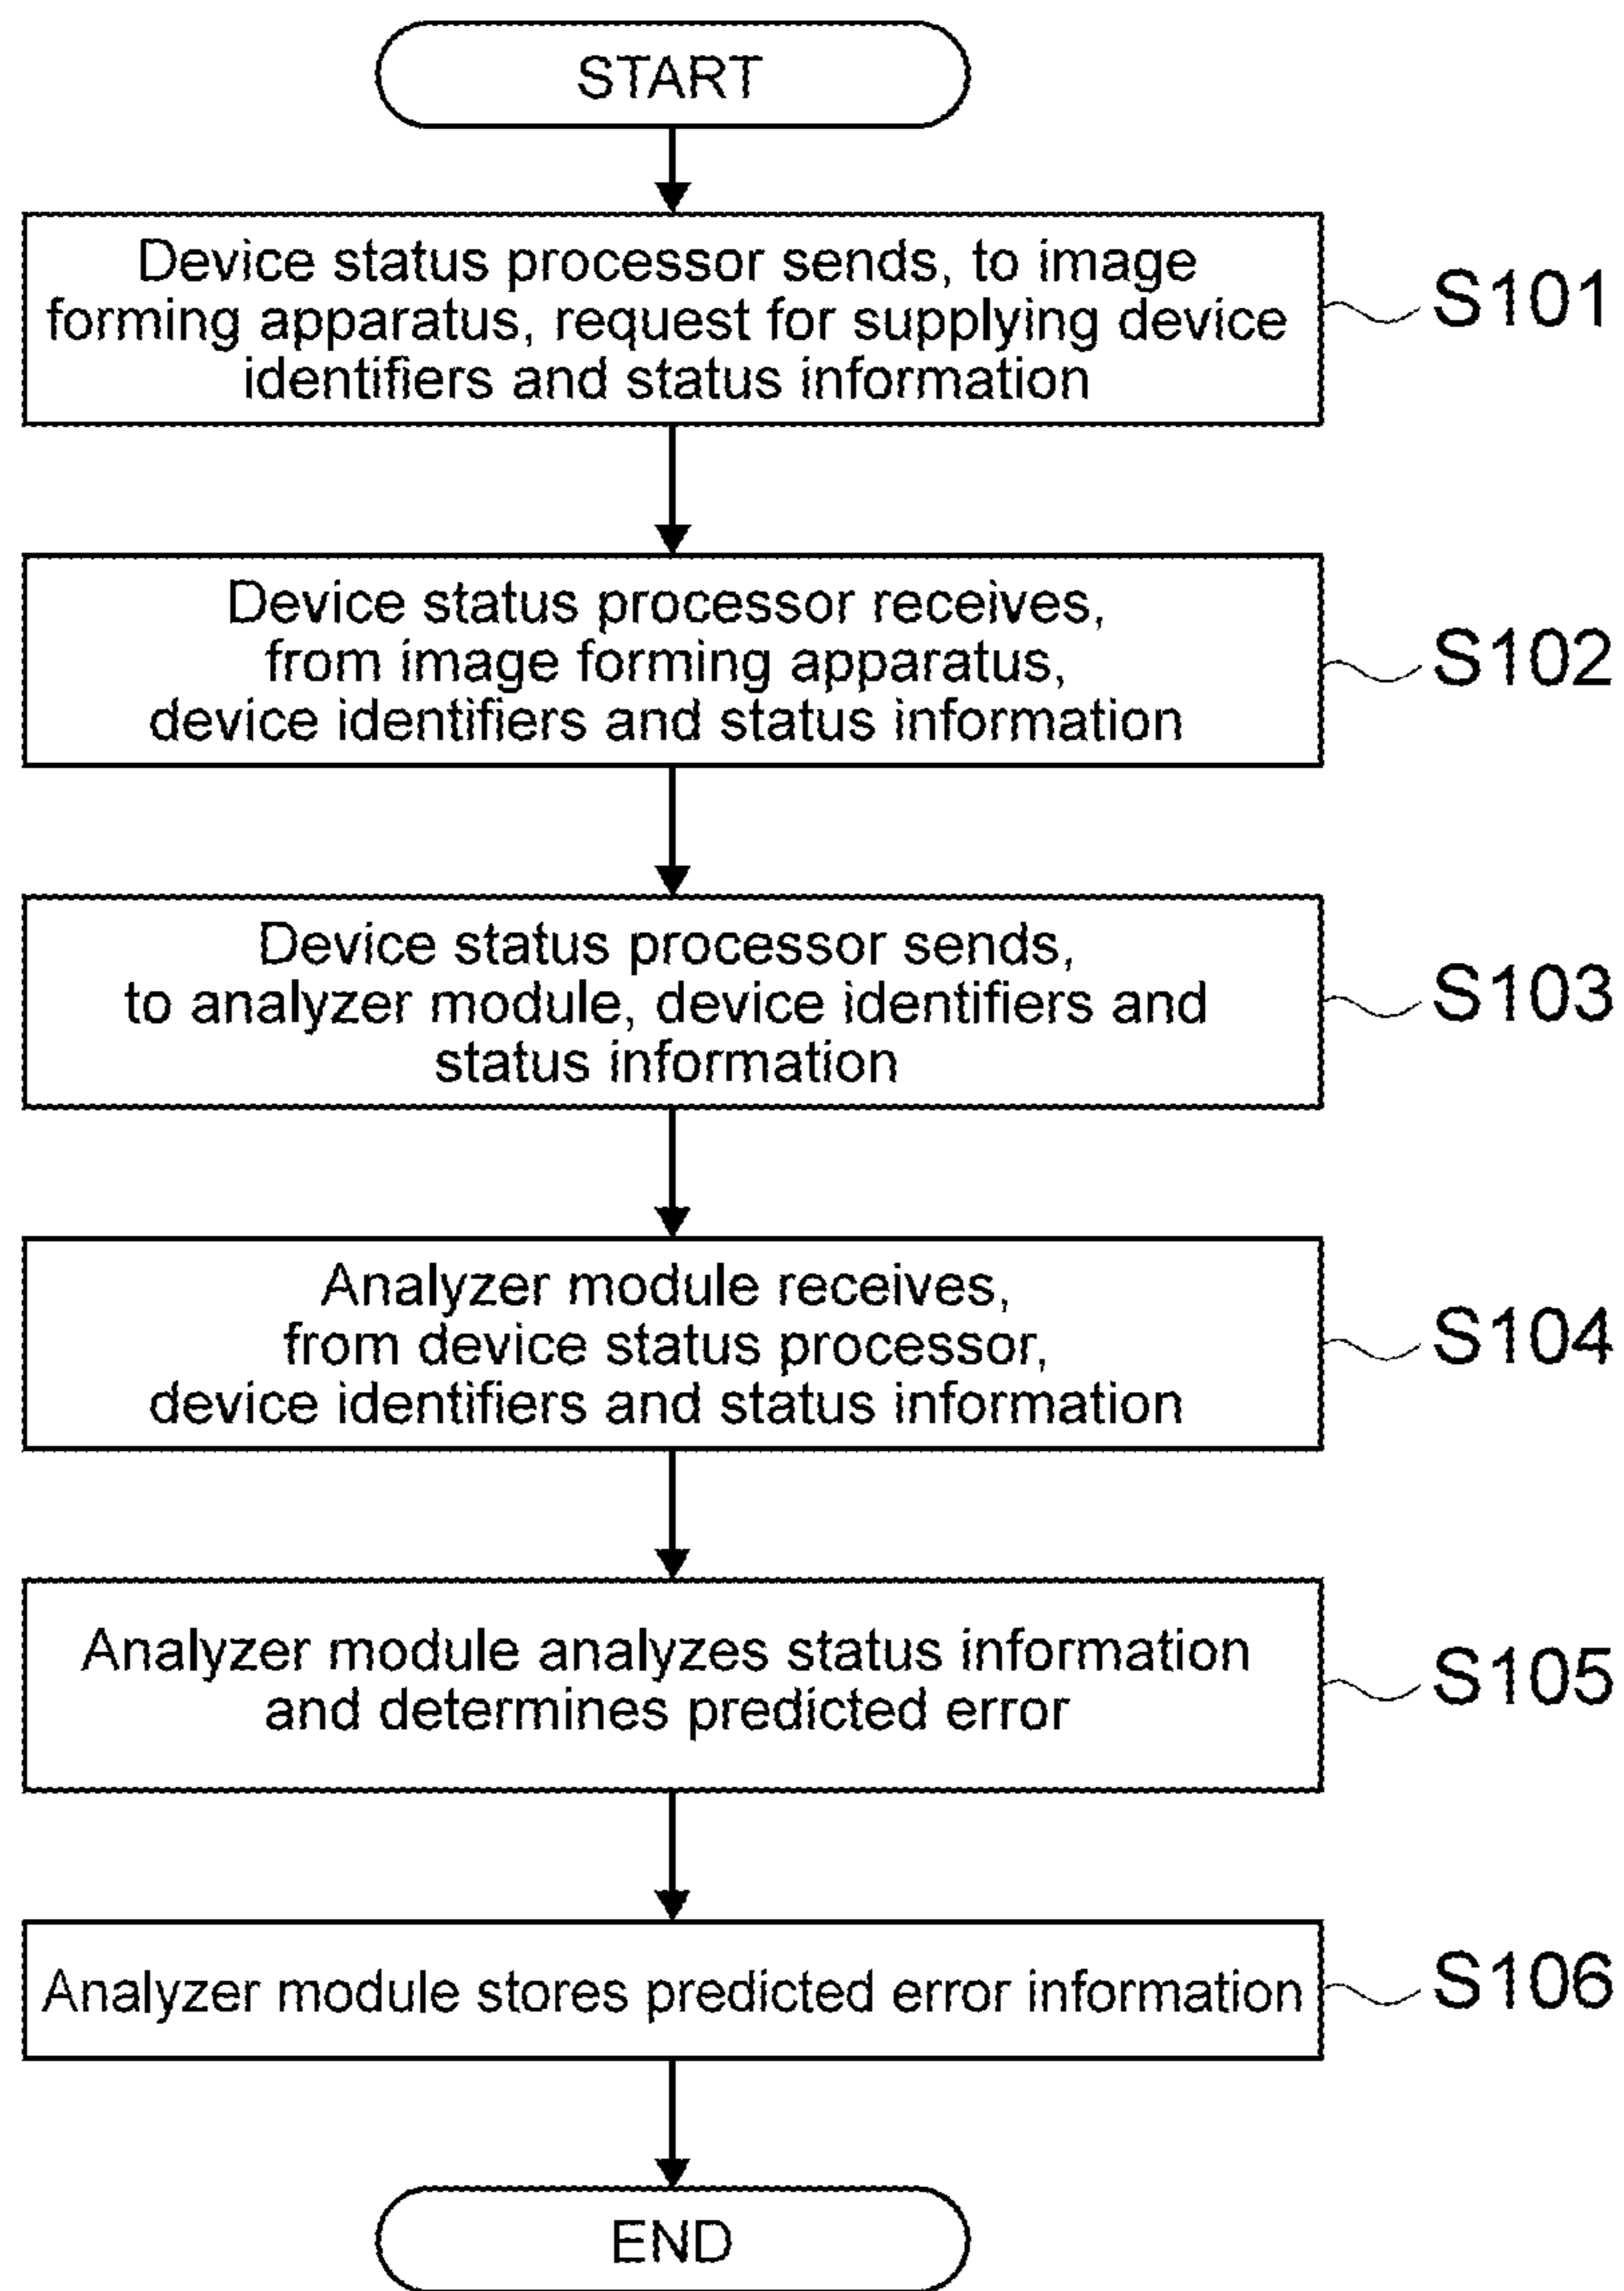 START
Device status processor sends, to image
forming apparatus, request for supplying device
identifiers and status information
S101
Device status processor receives,
from image forming apparatus,
device identifiers and status information
S102
Device status processor sends,
to analyzer module, device identifiers and
status information
S103
Analyzer module receives,
from device status processor,
device identifiers and status information
S104
Analyzer module analyzes status information
and determines predicted error
S105
Analyzer module stores predicted error information
S106
END